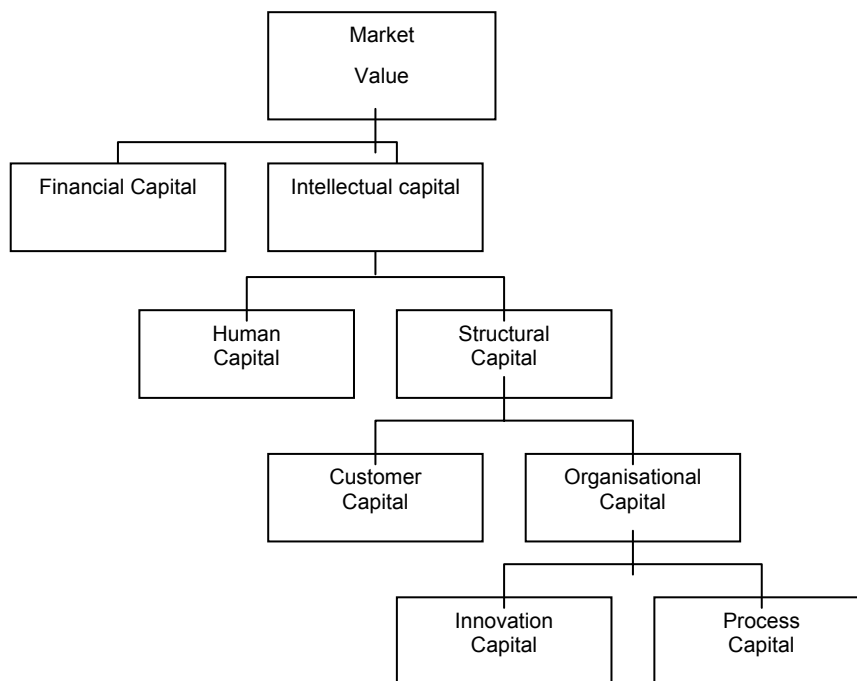 Market
Value
Financial Capital
Intellectual capital
Human
Capital
Structural
Capital
Customer
Capital
Organisational
Capital
Innovation
Capital
Process
Capital